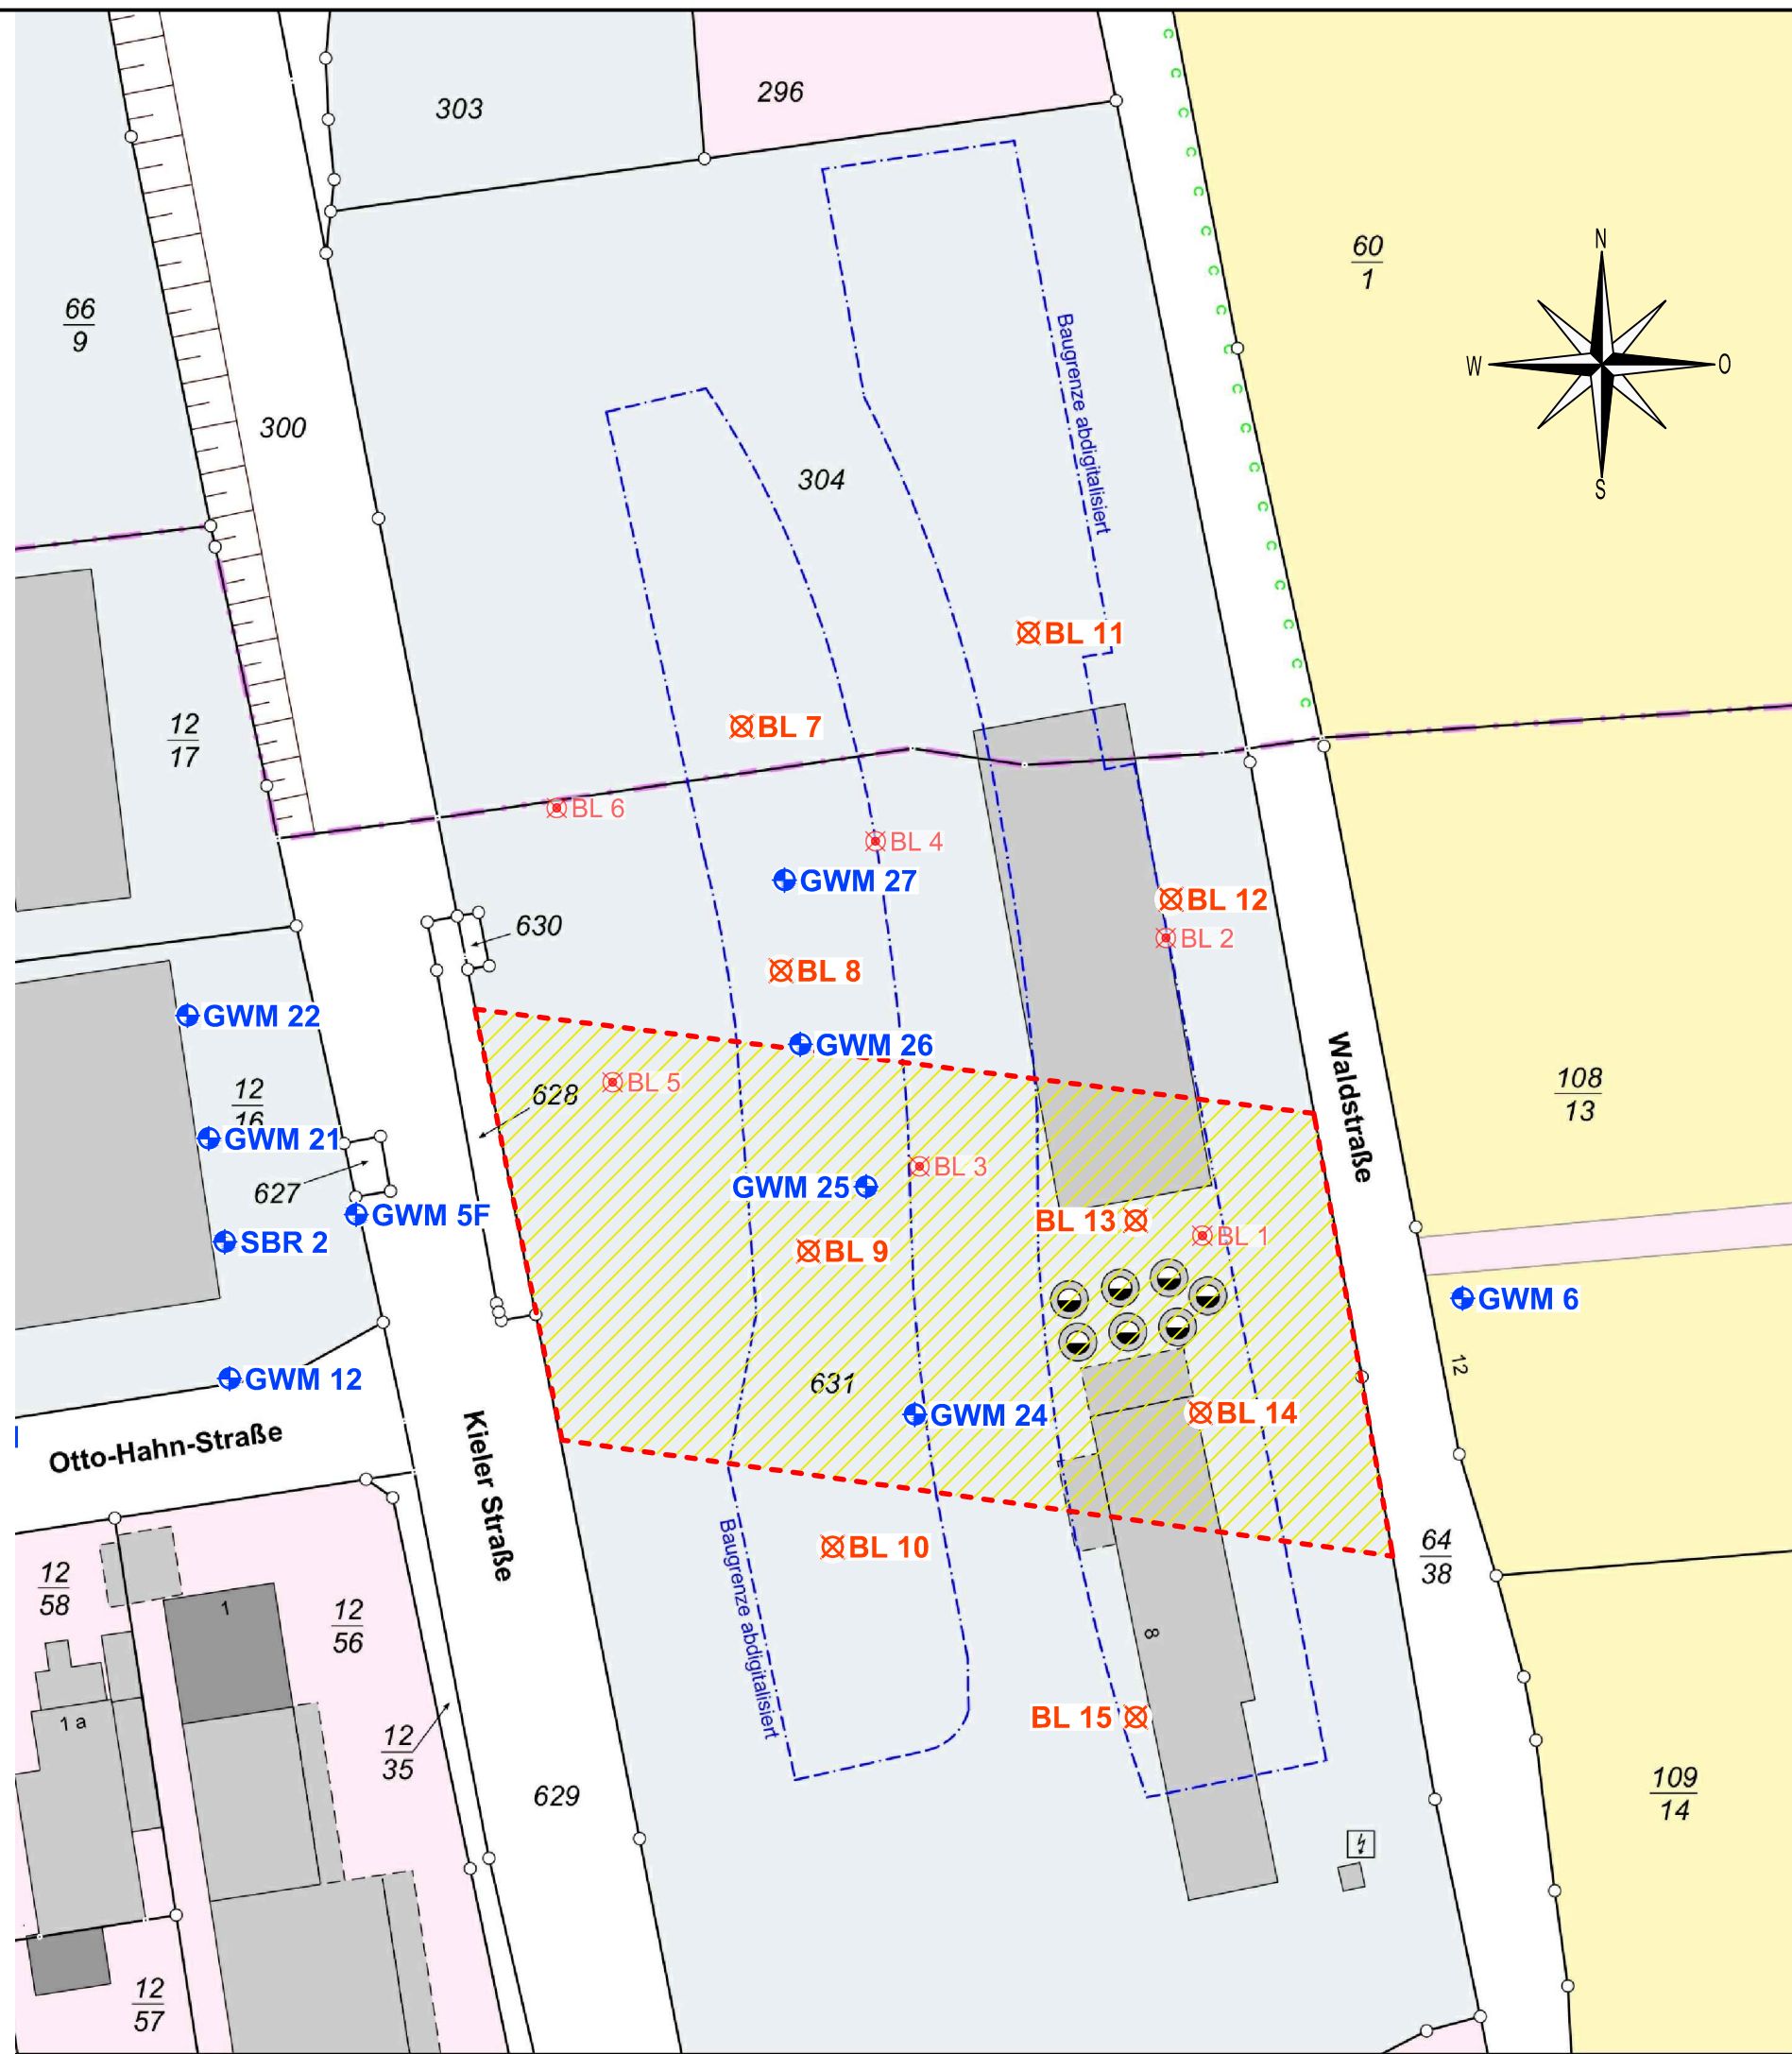 303
296
60
1
N
W
O
S
66
9
300
304
Baugrenze abdigitalisiert
BL 11
BL 7
12
17
BL 6
BL 4
GWM 27
BL 12
630
BL 2
BL 8
GWM 22
GWM 26
Waldstraße
BL 5
628
12
16
108
13
GWM 21
BL 3
GWM 25
627
GWM 5F
BL 13
BL 1
SBR 2
BL 9
GWM 6
12
GWM 12
631
GWM 24
BL 14
Otto-Hahn-Straße
Kieler Straße
BL 10
Baugrenze abdigitalisiert
64
38
12
58
1
12
56
8
1 a
BL 15
12
35
629
109
14
12
57